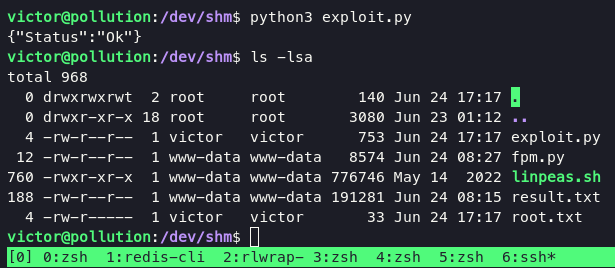 victor@pollution:/dev/shm$ python3 exploit.py
{"Status":"Ok"}
victor@pollution:/dev/shm$ ls -lsa
total 968
  0 drwxrwxrwt  2 root     root        140 Jun 24 17:17 .
  0 drwxr-xr-x 18 root     root       3080 Jun 23 01:12 ..
  4 -rw-r--r--  1 victor   victor      753 Jun 24 17:17 exploit.py
 12 -rw-r--r--  1 www-data www-data   8574 Jun 24 08:27 fpm.py
760 -rwxr-xr-x  1 www-data www-data 776746 May 14  2022 linpeas.sh
188 -rw-r--r--  1 www-data www-data 191281 Jun 24 08:15 result.txt
  4 -rw-r-----  1 victor   victor       33 Jun 24 17:17 root.txt
victor@pollution:/dev/shm$
[0] 0:zsh  1:redis-cli  2:rlwrap- 3:zsh  4:zsh  5:zsh  6:ssh*